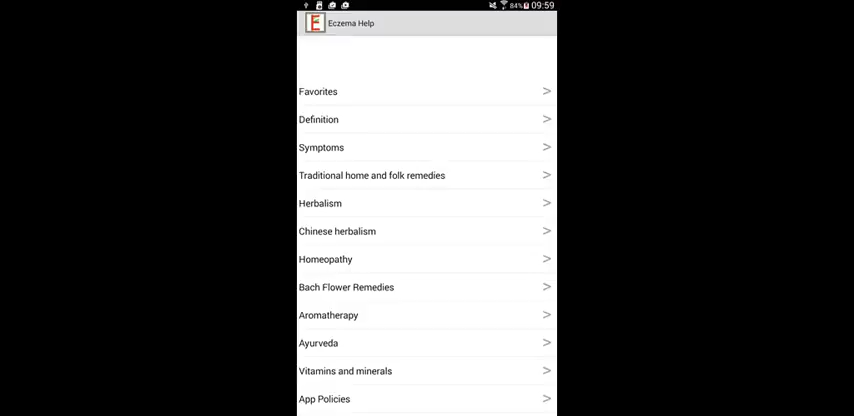 84% 09:59
E Eczema Help
Favorites >
Definition >
Symptoms >
Traditional home and folk remedies >
Herbalism >
Chinese herbalism >
Homeopathy >
Bach Flower Remedies >
Aromatherapy >
Ayurveda >
Vitamins and minerals >
App Policies >